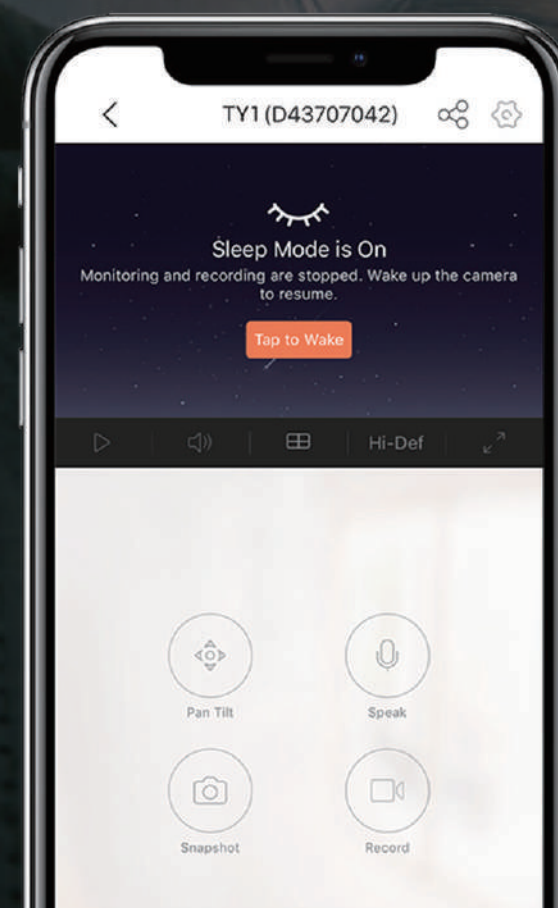 TY1 (D43707042)
Sleep Mode is On
Monitoring and recording are stopped. Wake up the camera
to resume.
Tap to Wake
Hi-Def
Pan Tilt
Speak
Snapshot
Record